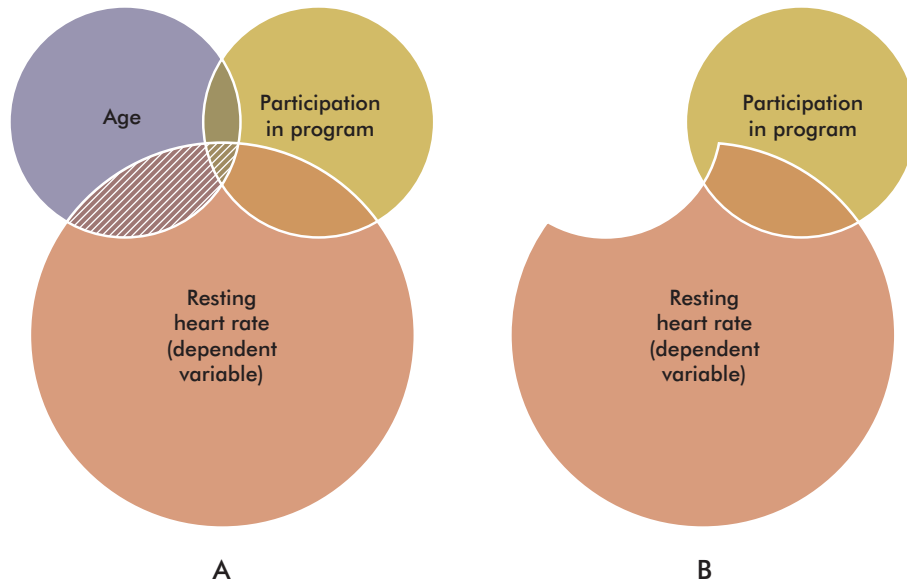 Age
Participation
in program
Resting
heart rate
(dependent
variable)
A
Participation
in program
Resting
heart rate
(dependent
variable)
B